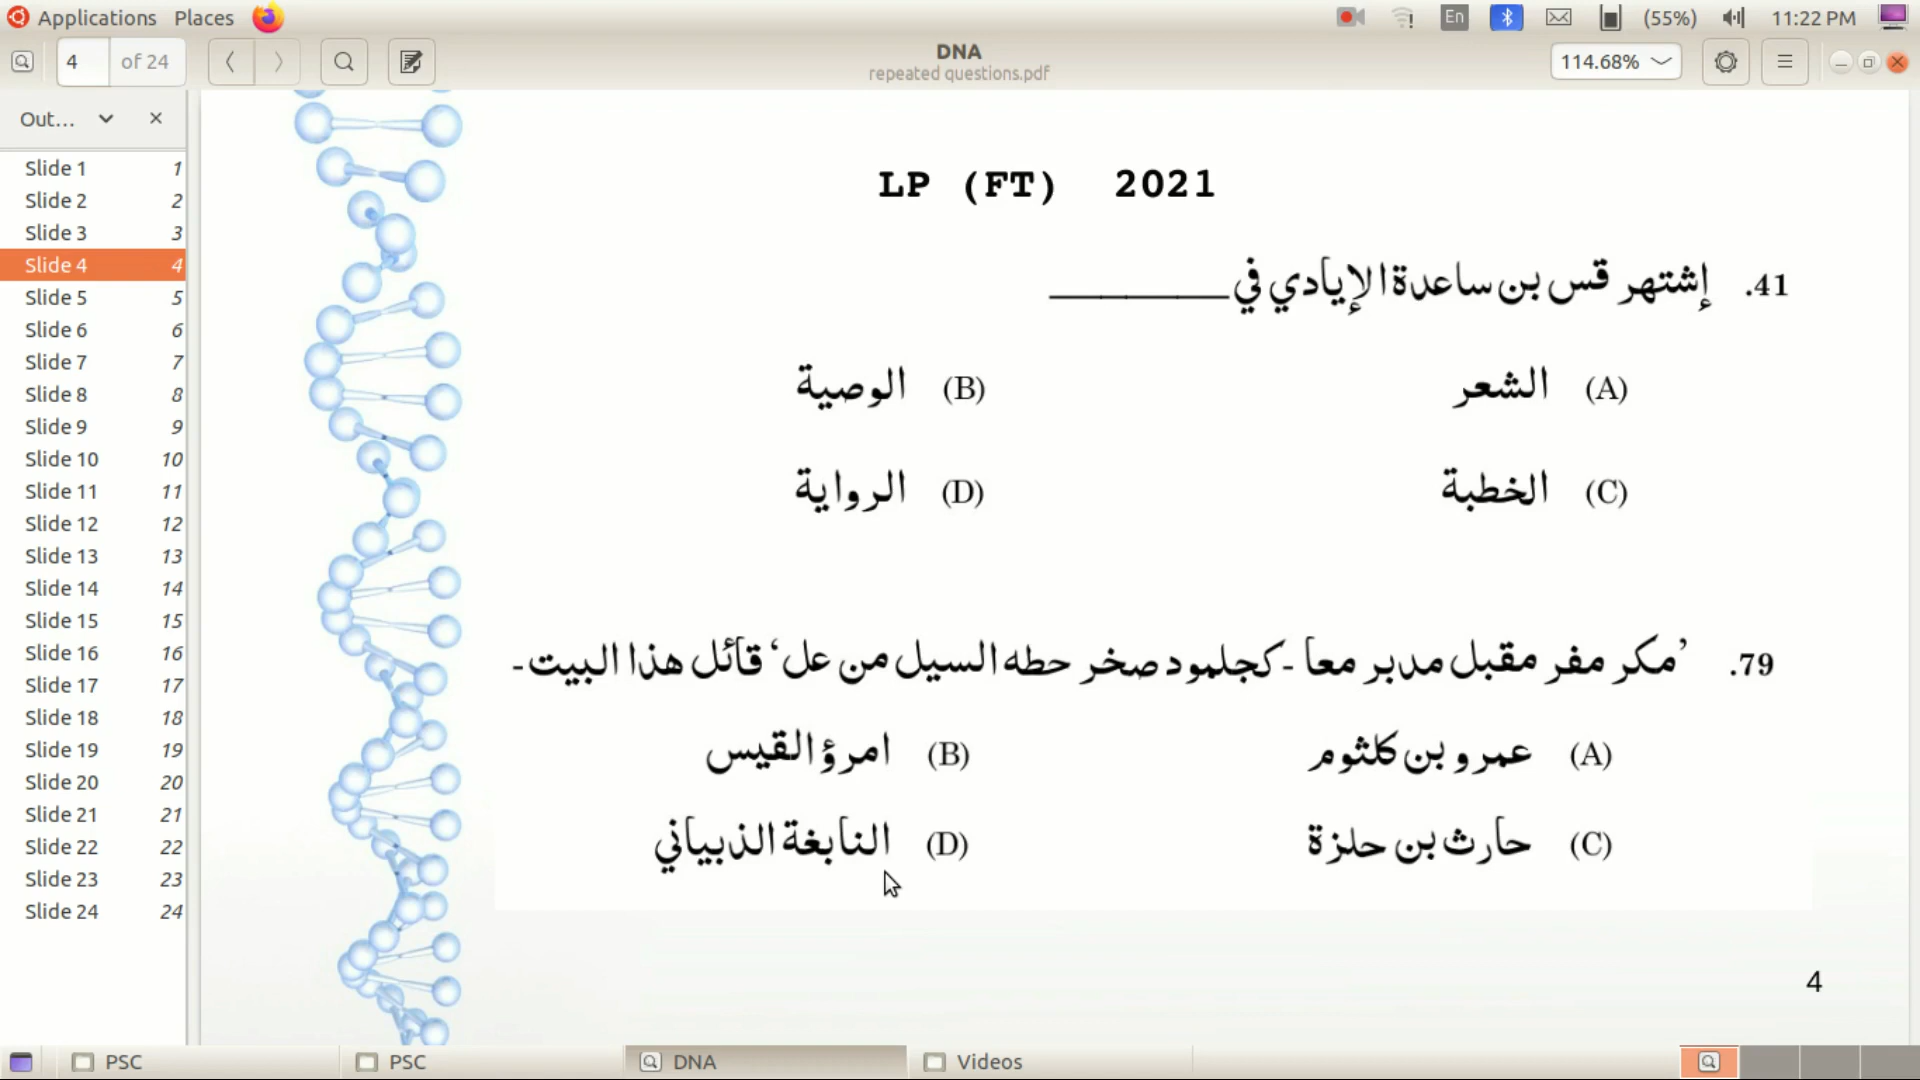 Applications Places En (55%) 11:22 PM
4 of 24 DNA 114.68%
repeated questions.pdf
Out...
Slide 1 1
Slide 2 2
Slide 3 3
Slide 4 4
Slide 5 5
Slide 6 6
Slide 7 7
Slide 8 8
Slide 9 9
Slide 10 10
Slide 11 11
Slide 12 12
Slide 13 13
Slide 14 14
Slide 15 15
Slide 16 16
Slide 17 17
Slide 18 18
Slide 19 19
Slide 20 20
Slide 21 21
Slide 22 22
Slide 23 23
Slide 24 24
LP (FT) 2021
41. إشتهر قس بن ساعدة الإيادي في __________
(A) الشعر (B) الوصية
(C) الخطبة (D) الرواية
79. ’مكر مفر مقبل مدبر معا - كجلمود صخر حطه السيل من عل‘ قائل هذا البيت-
(A) عمرو بن كلثوم (B) امرؤ القيس
(C) حارث بن حلزة (D) النابغة الذبياني
4
PSC PSC DNA Videos